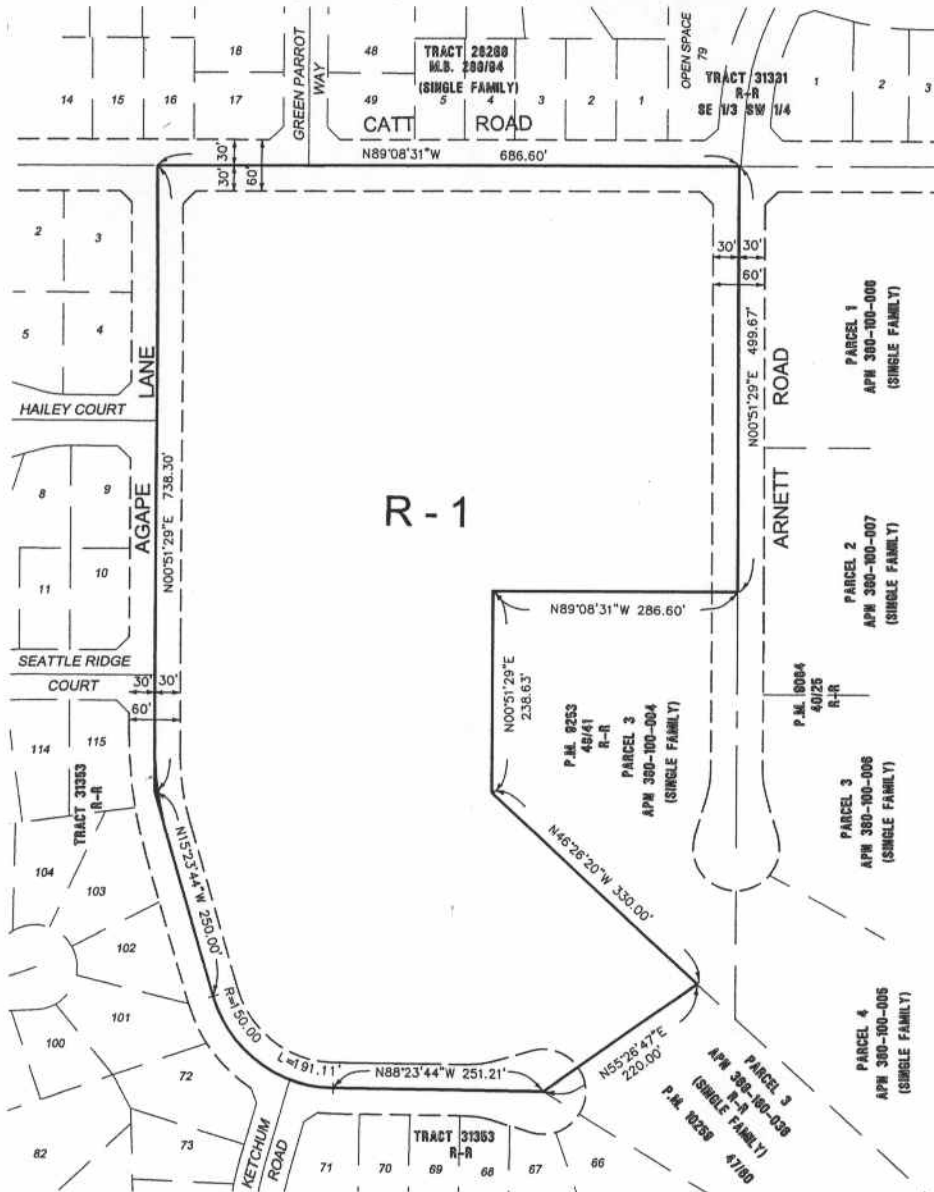 18
GREEN PARROT
WAY
48
TRACT 28288
M.B. 280/84
(SINGLE FAMILY)
OPEN SPACE
79
TRACT 31331
R-R
SE 1/3 SW 1/4
1
2
3
14
15
16
17
49
5
4
3
2
1
CATT ROAD
N89°08'31"W 686.60'
30'
30'
60'
2
3
5
4
30'
30'
60'
LANE
AGAPE
HAILEY COURT
N00°51'29"E 738.30'
N00°51'29"E 499.67'
ROAD
ARNETT
PARCEL 1
(SINGLE FAMILY)
8
9
10
11
R - 1
PARCEL 2
APN 380-100-007
(SINGLE FAMILY)
N89°08'31"W 286.60'
SEATTLE RIDGE
COURT
30'
30'
60'
N00°51'29"E
238.63'
P.M. 9253
48/41
R-R
PARCEL 3
APN 380-100-004
(SINGLE FAMILY)
40/25
R-R
PARCEL 3
APN 380-100-006
(SINGLE FAMILY)
114
115
TRACT 31353
R-R
N15°23'44"W 250.00'
N46°26'20"W 330.00'
104
103
102
101
100
R=150.00
L=191.11'
N88°23'44"W 251.21'
N55°26'47"E
220.00'
PARCEL 4
APN 380-100-005
(SINGLE FAMILY)
PARCEL 3
R-R
(SINGLE FAMILY)
P.M. 10258
47/80
72
73
82
KETCHUM
ROAD
TRACT 31353
R-R
71
70
69
68
67
66